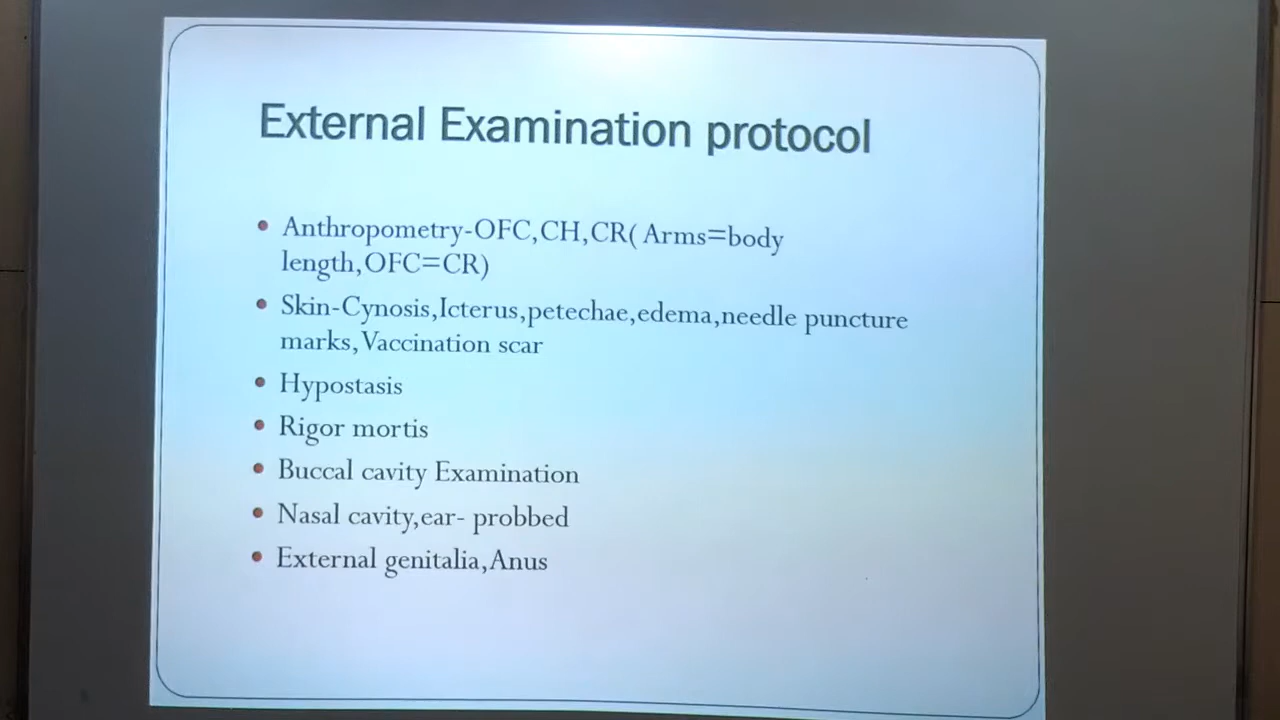 External Examination protocol
Anthropometry-OFC,CH,CR( Arms=body
length,OFC=CR)
Skin-Cynosis,Icterus,petechae,edema,needle puncture
marks,Vaccination scar
Hypostasis
Rigor mortis
Buccal cavity Examination
Nasal cavity,ear- probbed
External genitalia,Anus